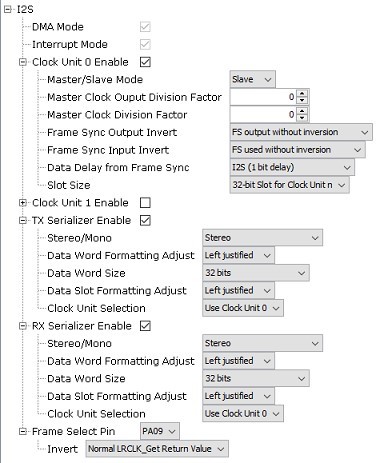 I2S
DMA Mode
Interrupt Mode
Clock Unit 0 Enable
Master/Slave Mode Slave
Master Clock Ouput Division Factor 0
Master Clock Division Factor 0
Frame Sync Output Invert FS output without inversion
Frame Sync Input Invert FS used without inversion
Data Delay from Frame Sync I2S (1 bit delay)
Slot Size 32-bit Slot for Clock Unit n
Clock Unit 1 Enable
TX Serializer Enable
Stereo/Mono Stereo
Data Word Formatting Adjust Left justified
Data Word Size 32 bits
Data Slot Formatting Adjust Left justified
Clock Unit Selection Use Clock Unit 0
RX Serializer Enable
Stereo/Mono Stereo
Data Word Formatting Adjust Left justified
Data Word Size 32 bits
Data Slot Formatting Adjust Left justified
Clock Unit Selection Use Clock Unit 0
Frame Select Pin PA09
Invert Normal LRCLK_Get Return Value